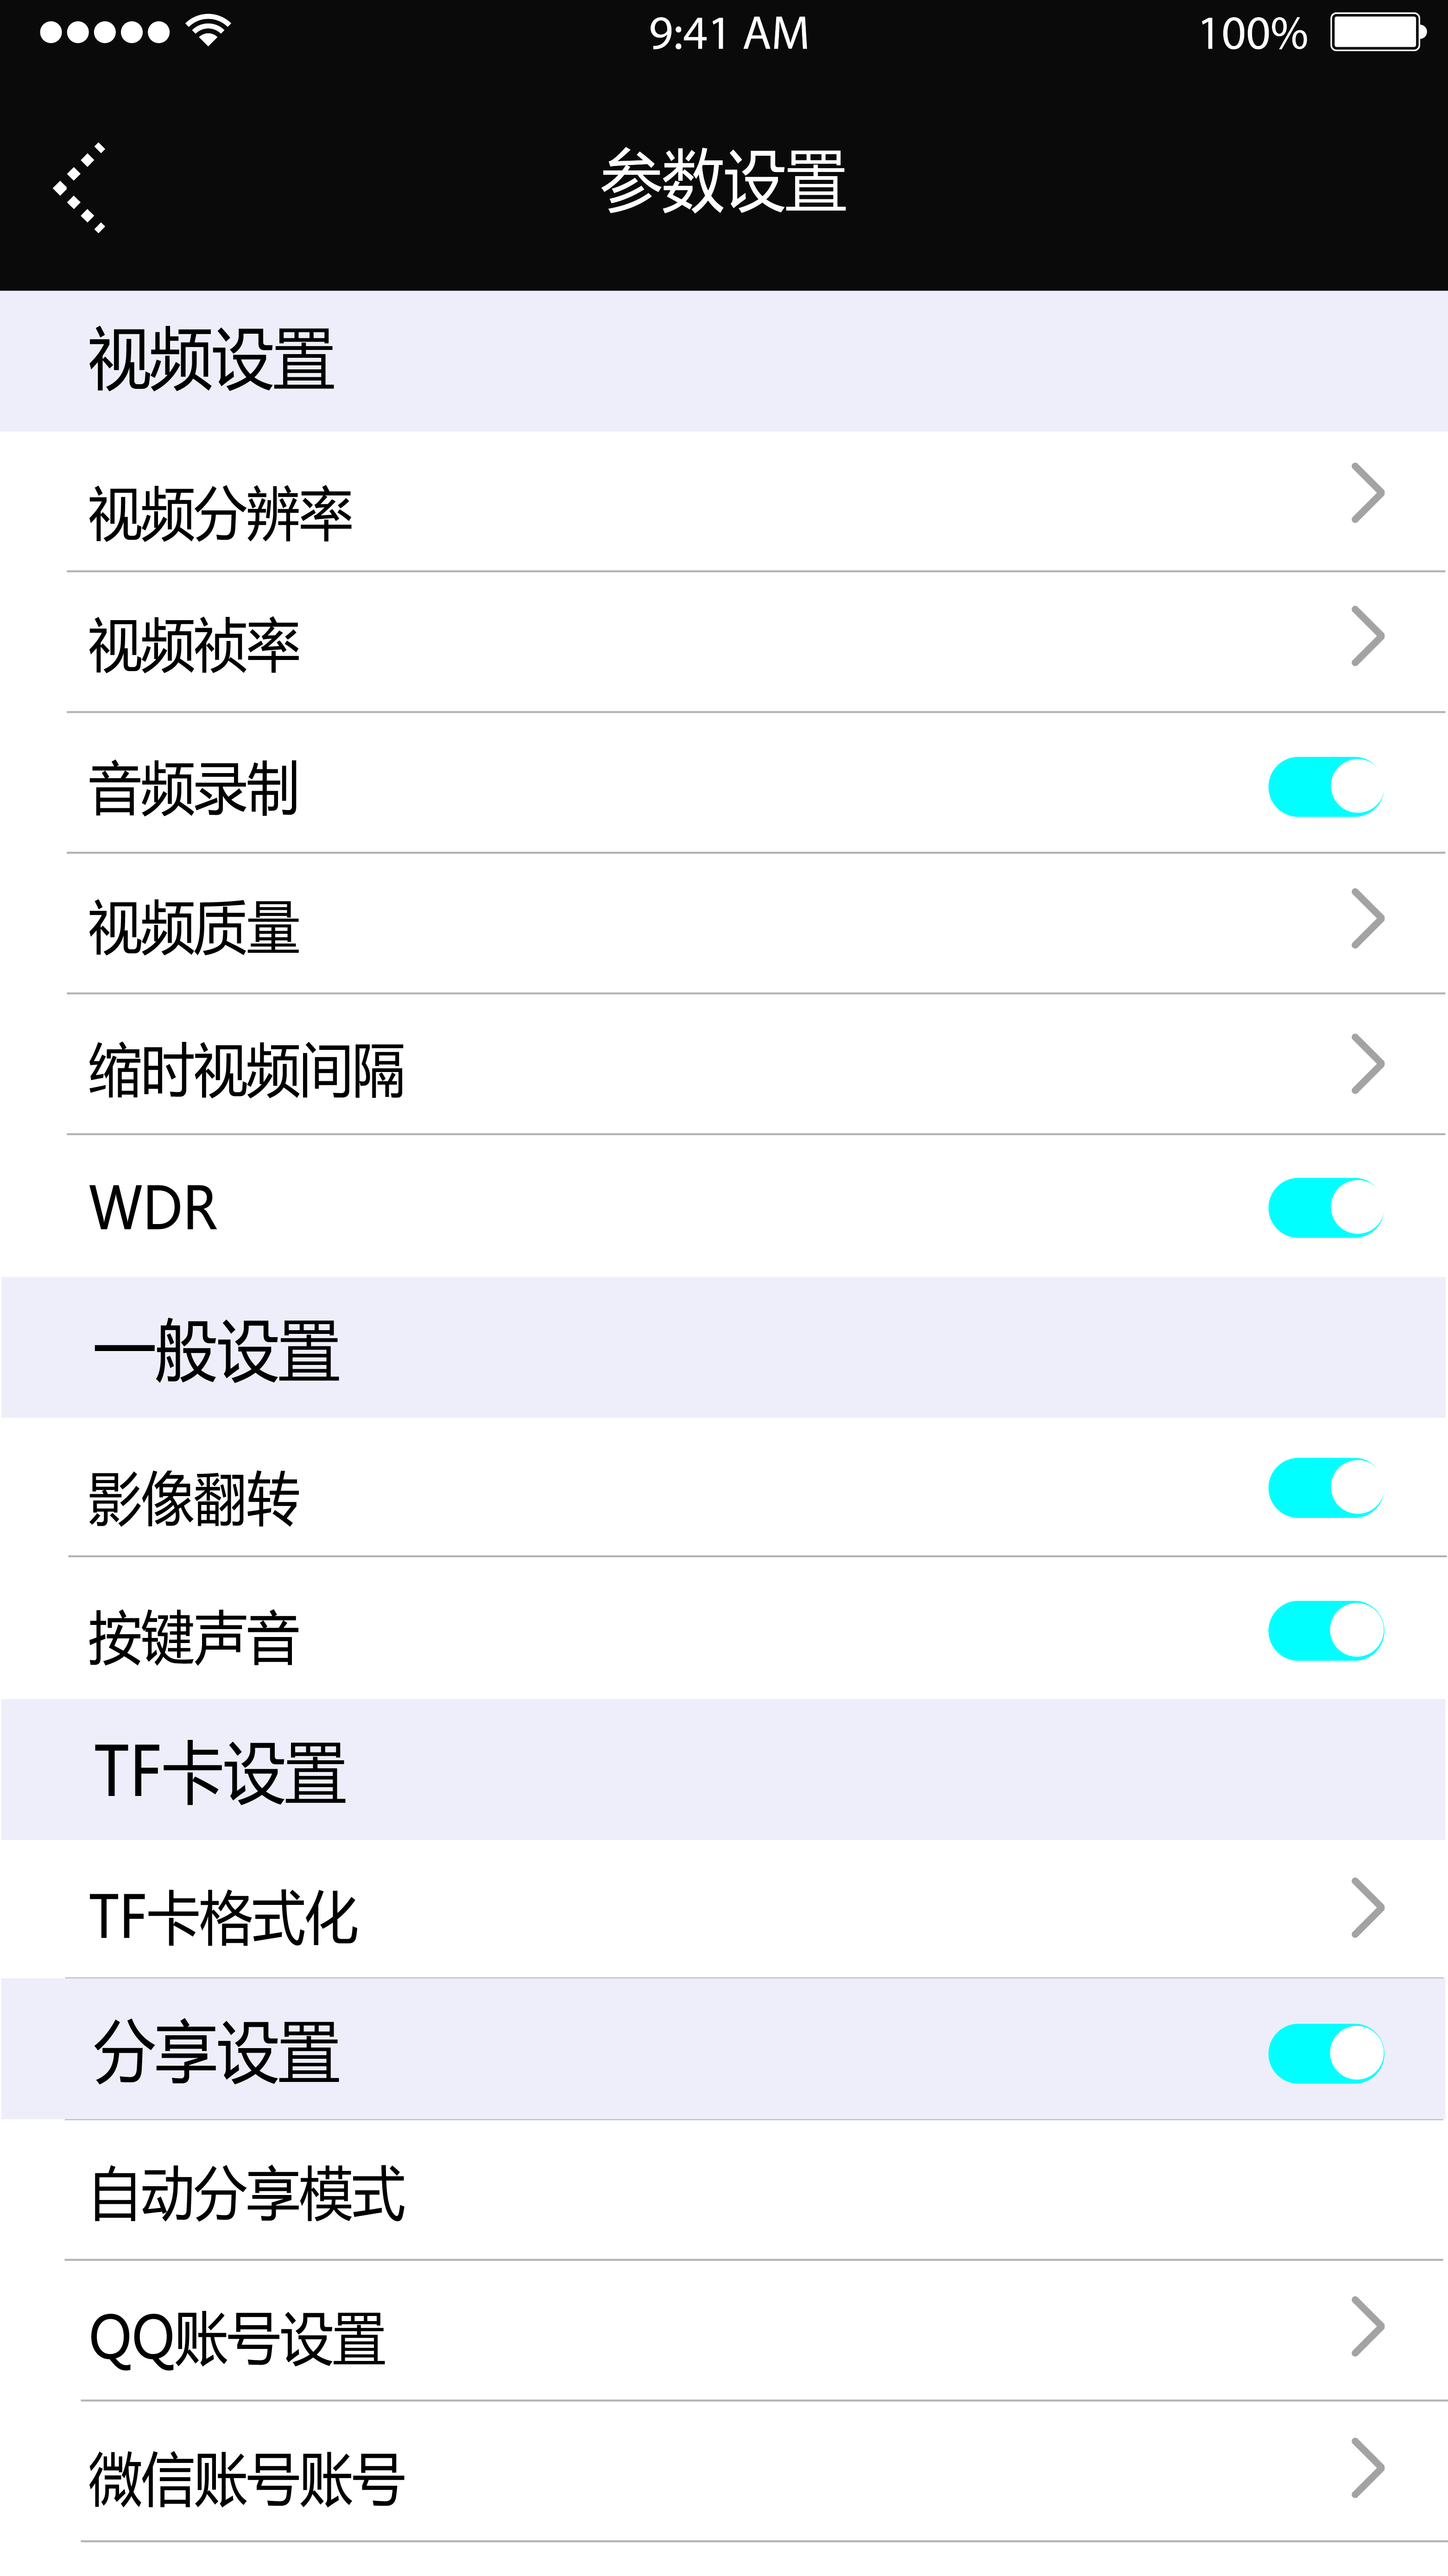 9:41 AM 100%
参数设置
视频设置
视频分辨率
视频祯率
音频录制
视频质量
缩时视频间隔
WDR
一般设置
影像翻转
按键声音
TF卡设置
TF卡格式化
分享设置
自动分享模式
QQ账号设置
微信账号账号